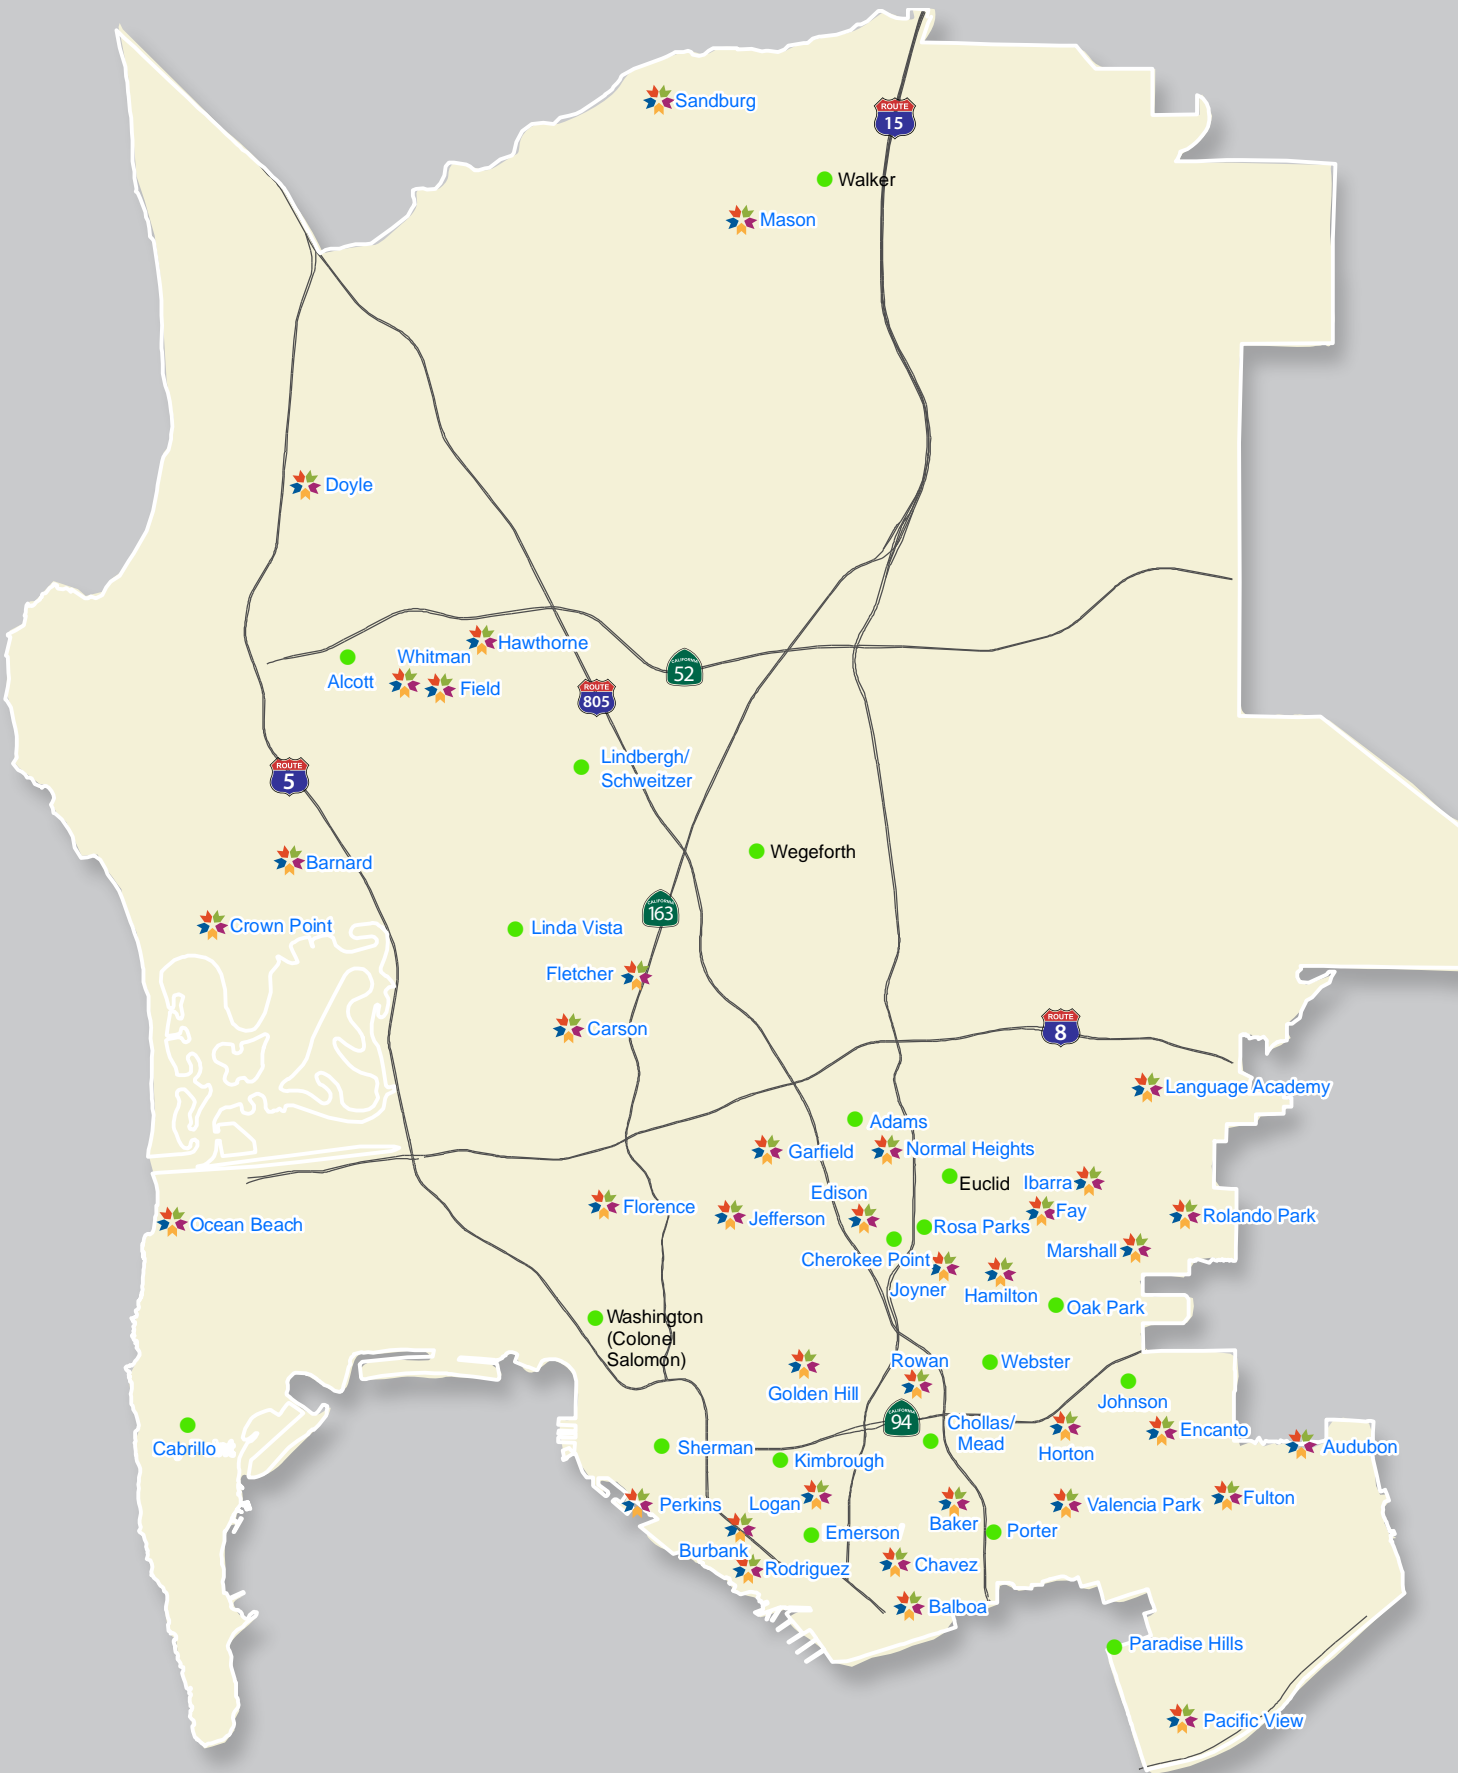 Sandburg
ROUTE
15
Walker
Mason
Doyle
Hawthorne
Whitman
Alcott
Field
CALIFORNIA
52
ROUTE
805
Lindbergh/
Schweitzer
ROUTE
5
Wegeforth
Barnard
CALIFORNIA
163
Crown Point
Linda Vista
Fletcher
Carson
ROUTE
8
Language Academy
Adams
Garfield
Normal Heights
Euclid
Ibarra
Edison
Florence
Jefferson
Fay
Rolando Park
Ocean Beach
Rosa Parks
Marshall
Cherokee Point
Joyner
Hamilton
Oak Park
Washington
(Colonel
Salomon)
Rowan
Webster
Golden Hill
Johnson
CALIFORNIA
94
Chollas/
Mead
Encanto
Cabrillo
Sherman
Horton
Audubon
Kimbrough
Perkins
Logan
Valencia Park
Fulton
Baker
Emerson
Porter
Burbank
Rodriguez
Chavez
Balboa
Paradise Hills
Pacific View